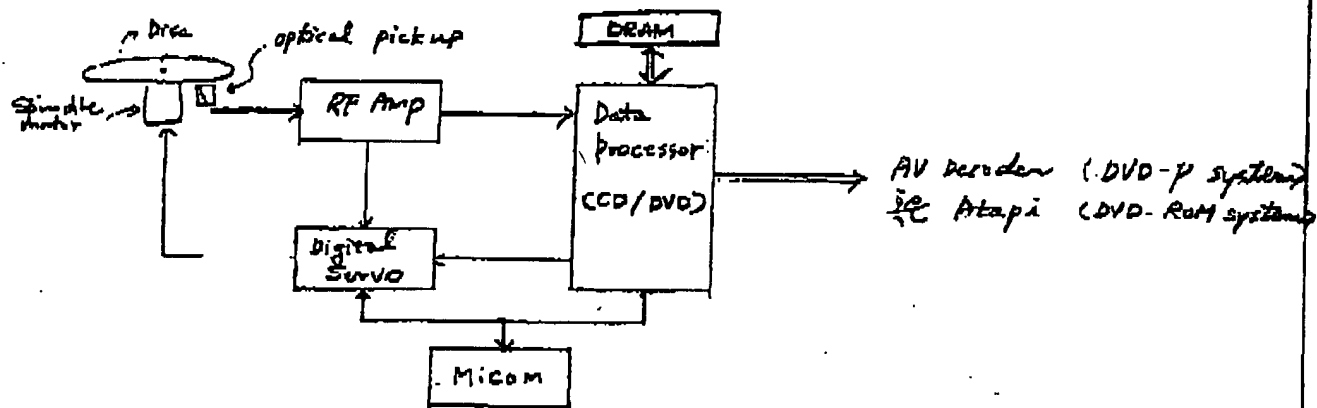 Disc
optical pickup
Spindle
motor
RF Amp
DRAM
Data
processor
(CD/DVD)
Digital
Servo
Micom
AV Decoder (DVD-P system)
Atapi (DVD-ROM system)